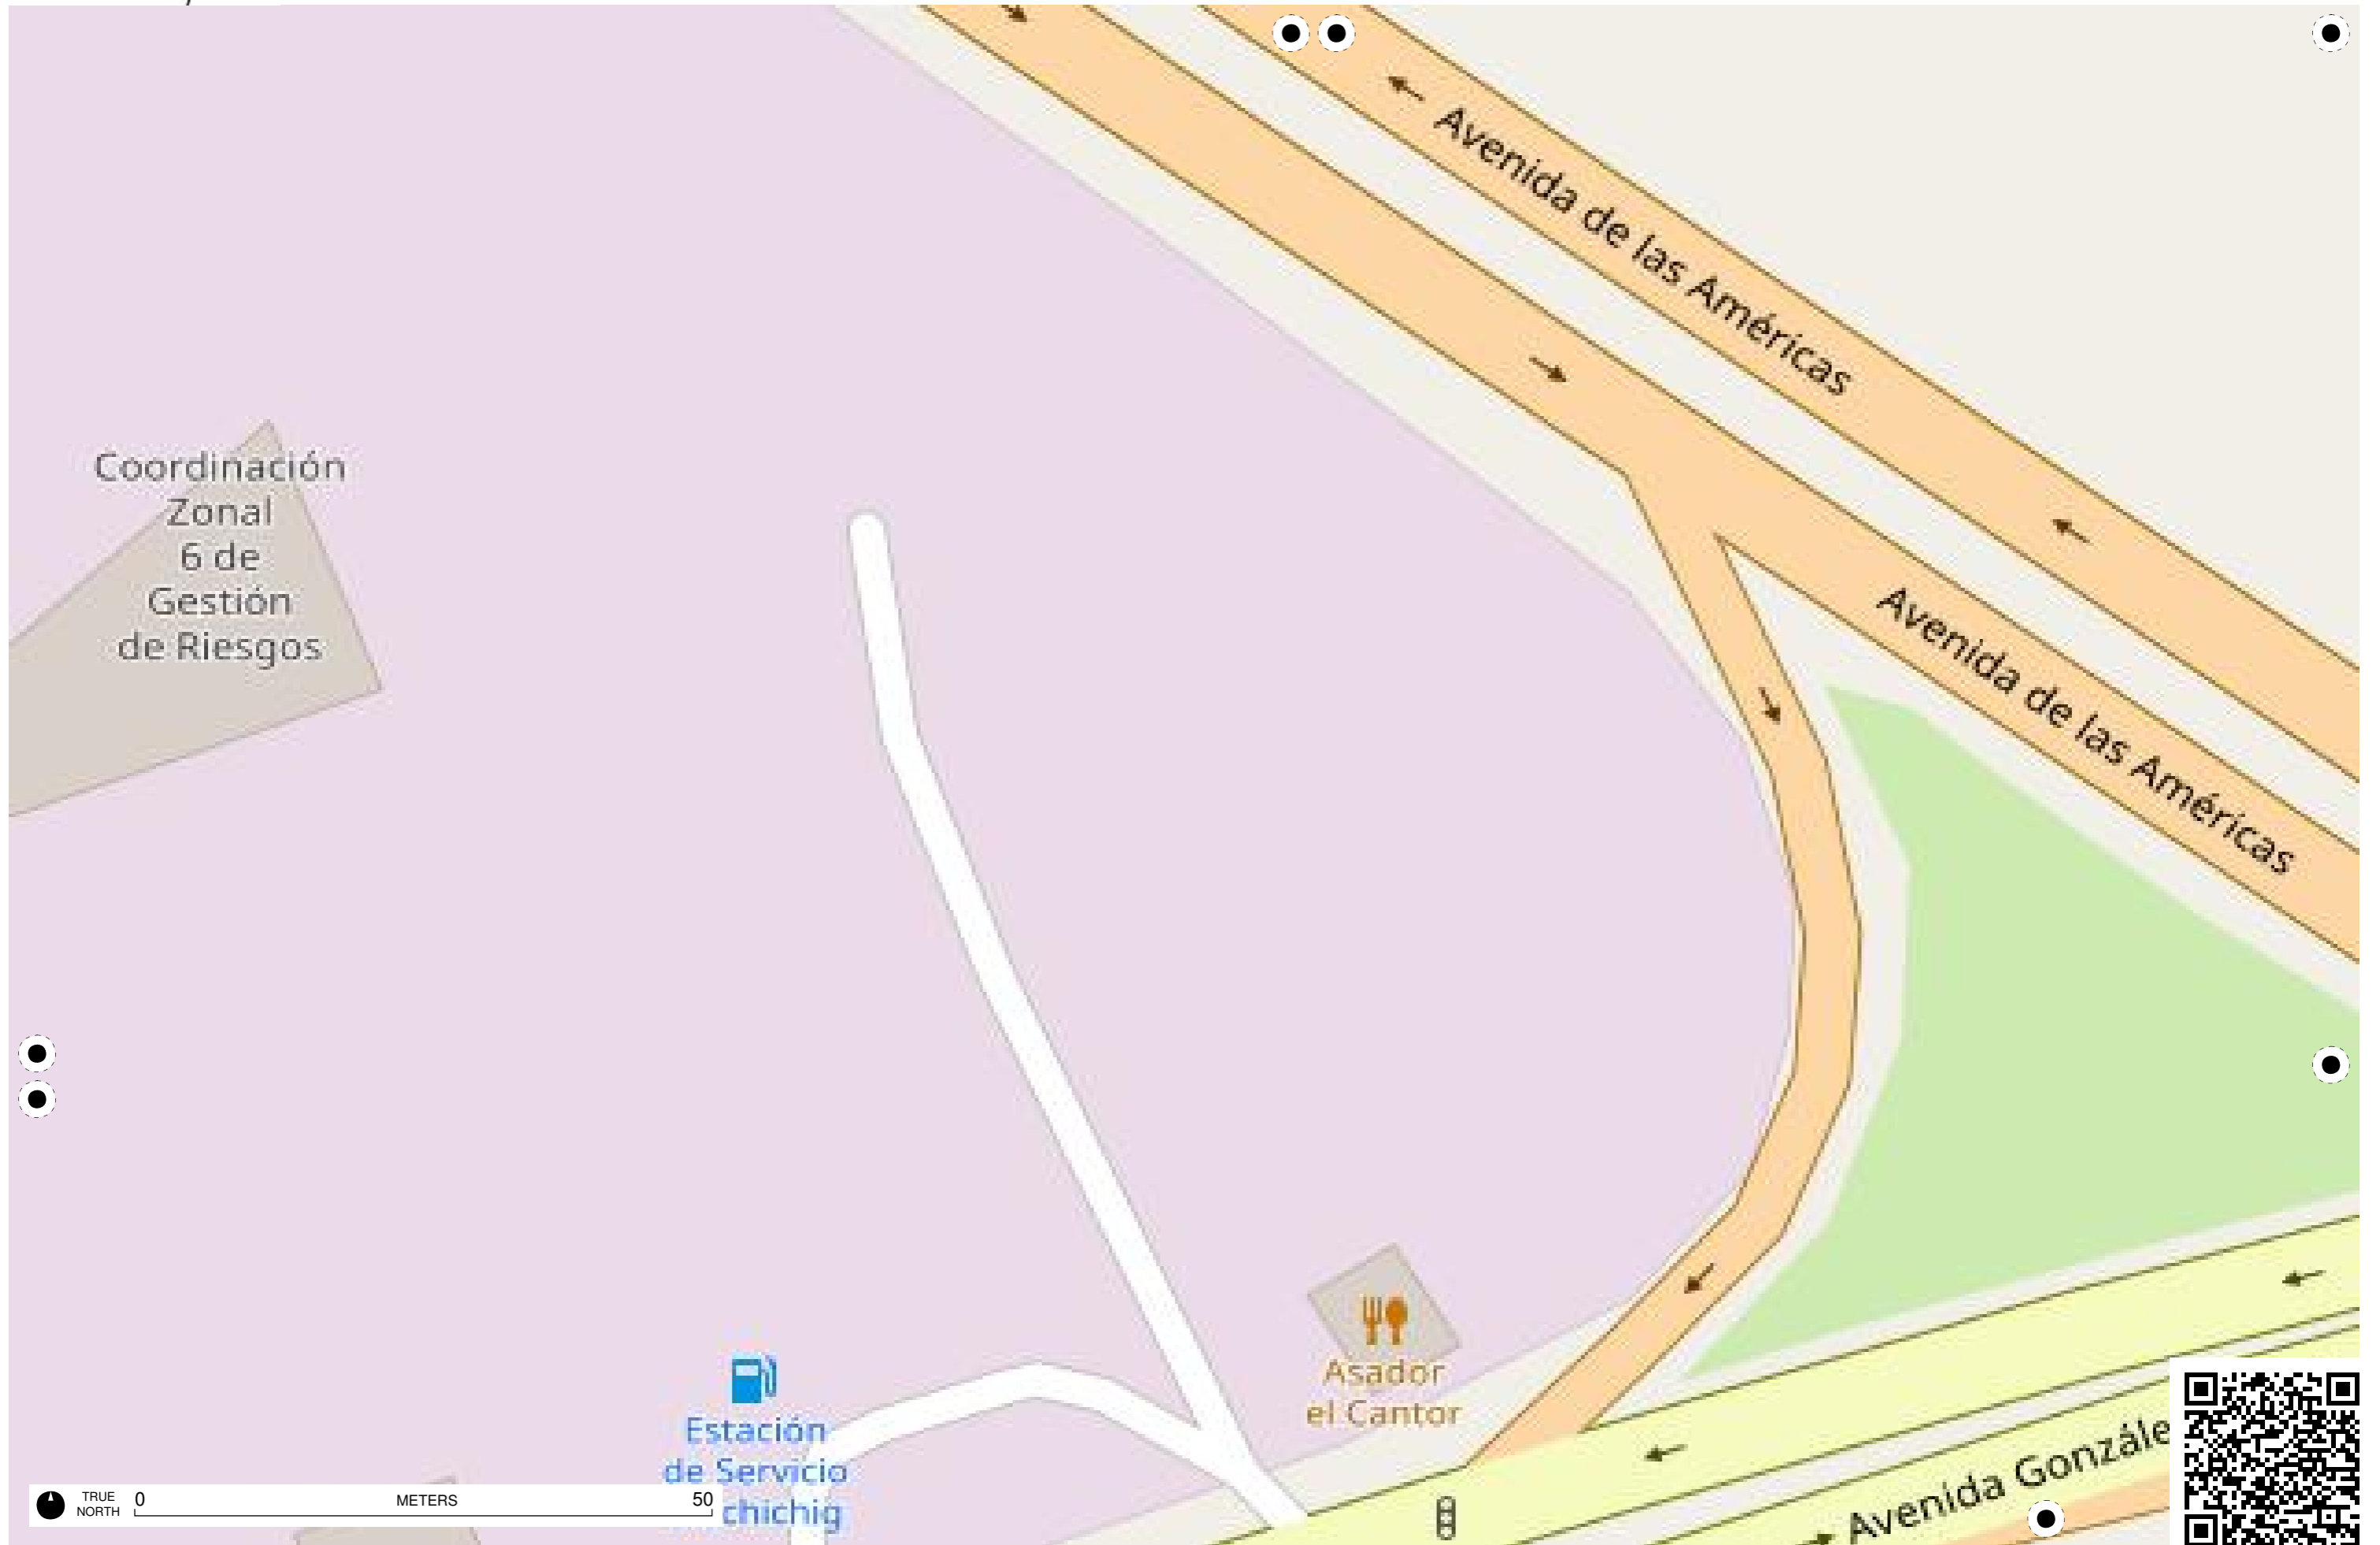 Avenida de las Américas
Coordinación
Zonal
6 de
Gestión
de Riesgos
Avenida de las Américas
Asador
el Cantor
Estación
de Servicio
chichig
Avenida Gonzále
TRUE
NORTH
0 METERS 50